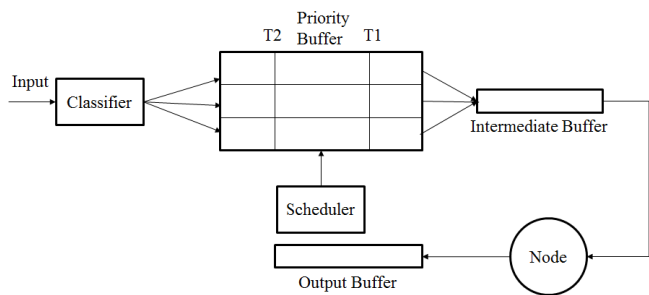 Priority
T2 Buffer T1
Input
Classifier
Intermediate Buffer
Scheduler
Node
Output Buffer